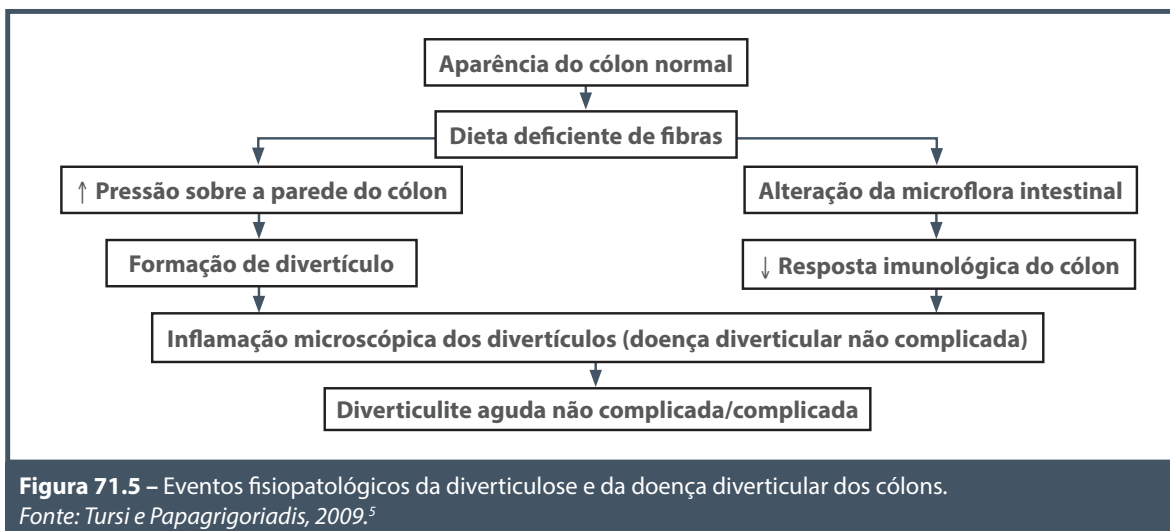 Aparência do cólon normal
Dieta deficiente de fibras
↑ Pressão sobre a parede do cólon
Alteração da microflora intestinal
Formação de divertículo
↓ Resposta imunológica do cólon
Inflamação microscópica dos divertículos (doença diverticular não complicada)
Diverticulite aguda não complicada/complicada
Figura 71.5 – Eventos fisiopatológicos da diverticulose e da doença diverticular dos cólons.
Fonte: Tursi e Papagrigoriadis, 2009.⁵